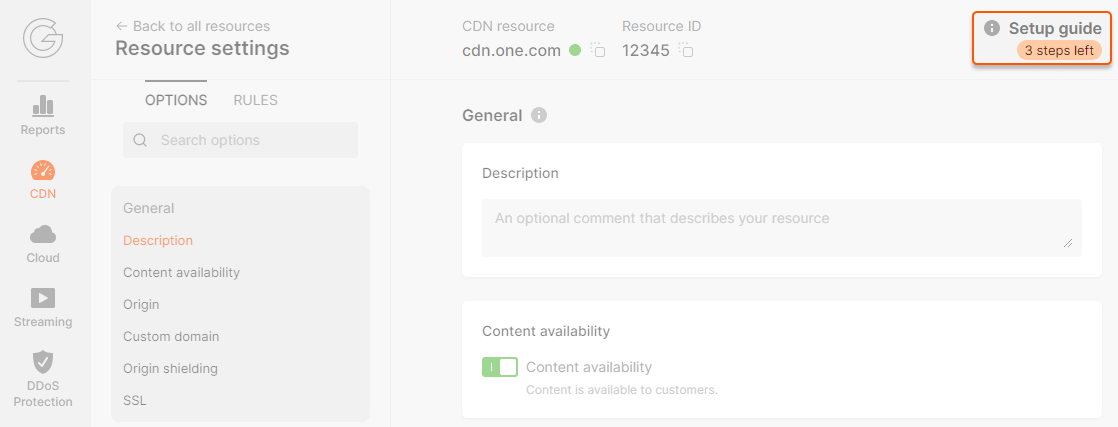 Reports
CDN
Cloud
Streaming
DDoS
Protection
Back to all resources
Resource settings
OPTIONS RULES
Search options
General
Description
Content availability
Origin
Custom domain
Origin shielding
SSL
CDN resource
cdn.one.com
Resource ID
12345
Setup guide
3 steps left
General
Description
An optional comment that describes your resource
Content availability
Content availability
Content is available to customers.